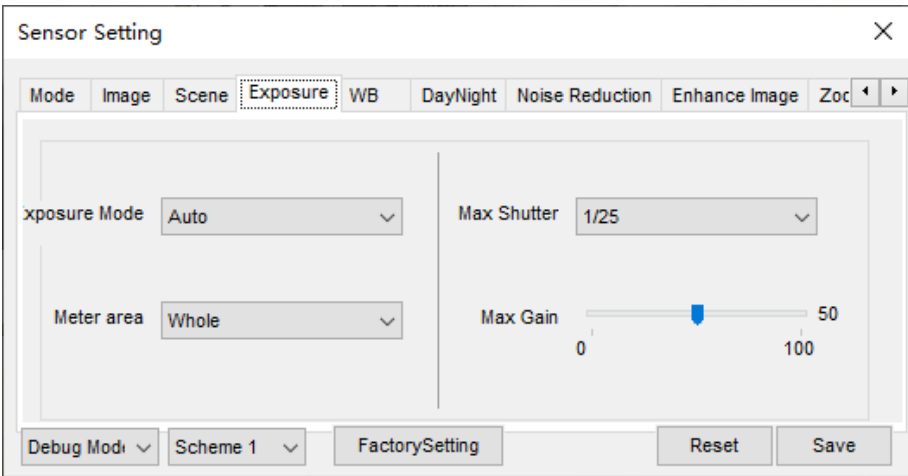 Sensor Setting
Mode Image Scene Exposure WB DayNight Noise Reduction Enhance Image Zoo
xposure Mode Auto Max Shutter 1/25
Meter area Whole Max Gain 50
0 100
Debug Mod Scheme 1 FactorySetting Reset Save